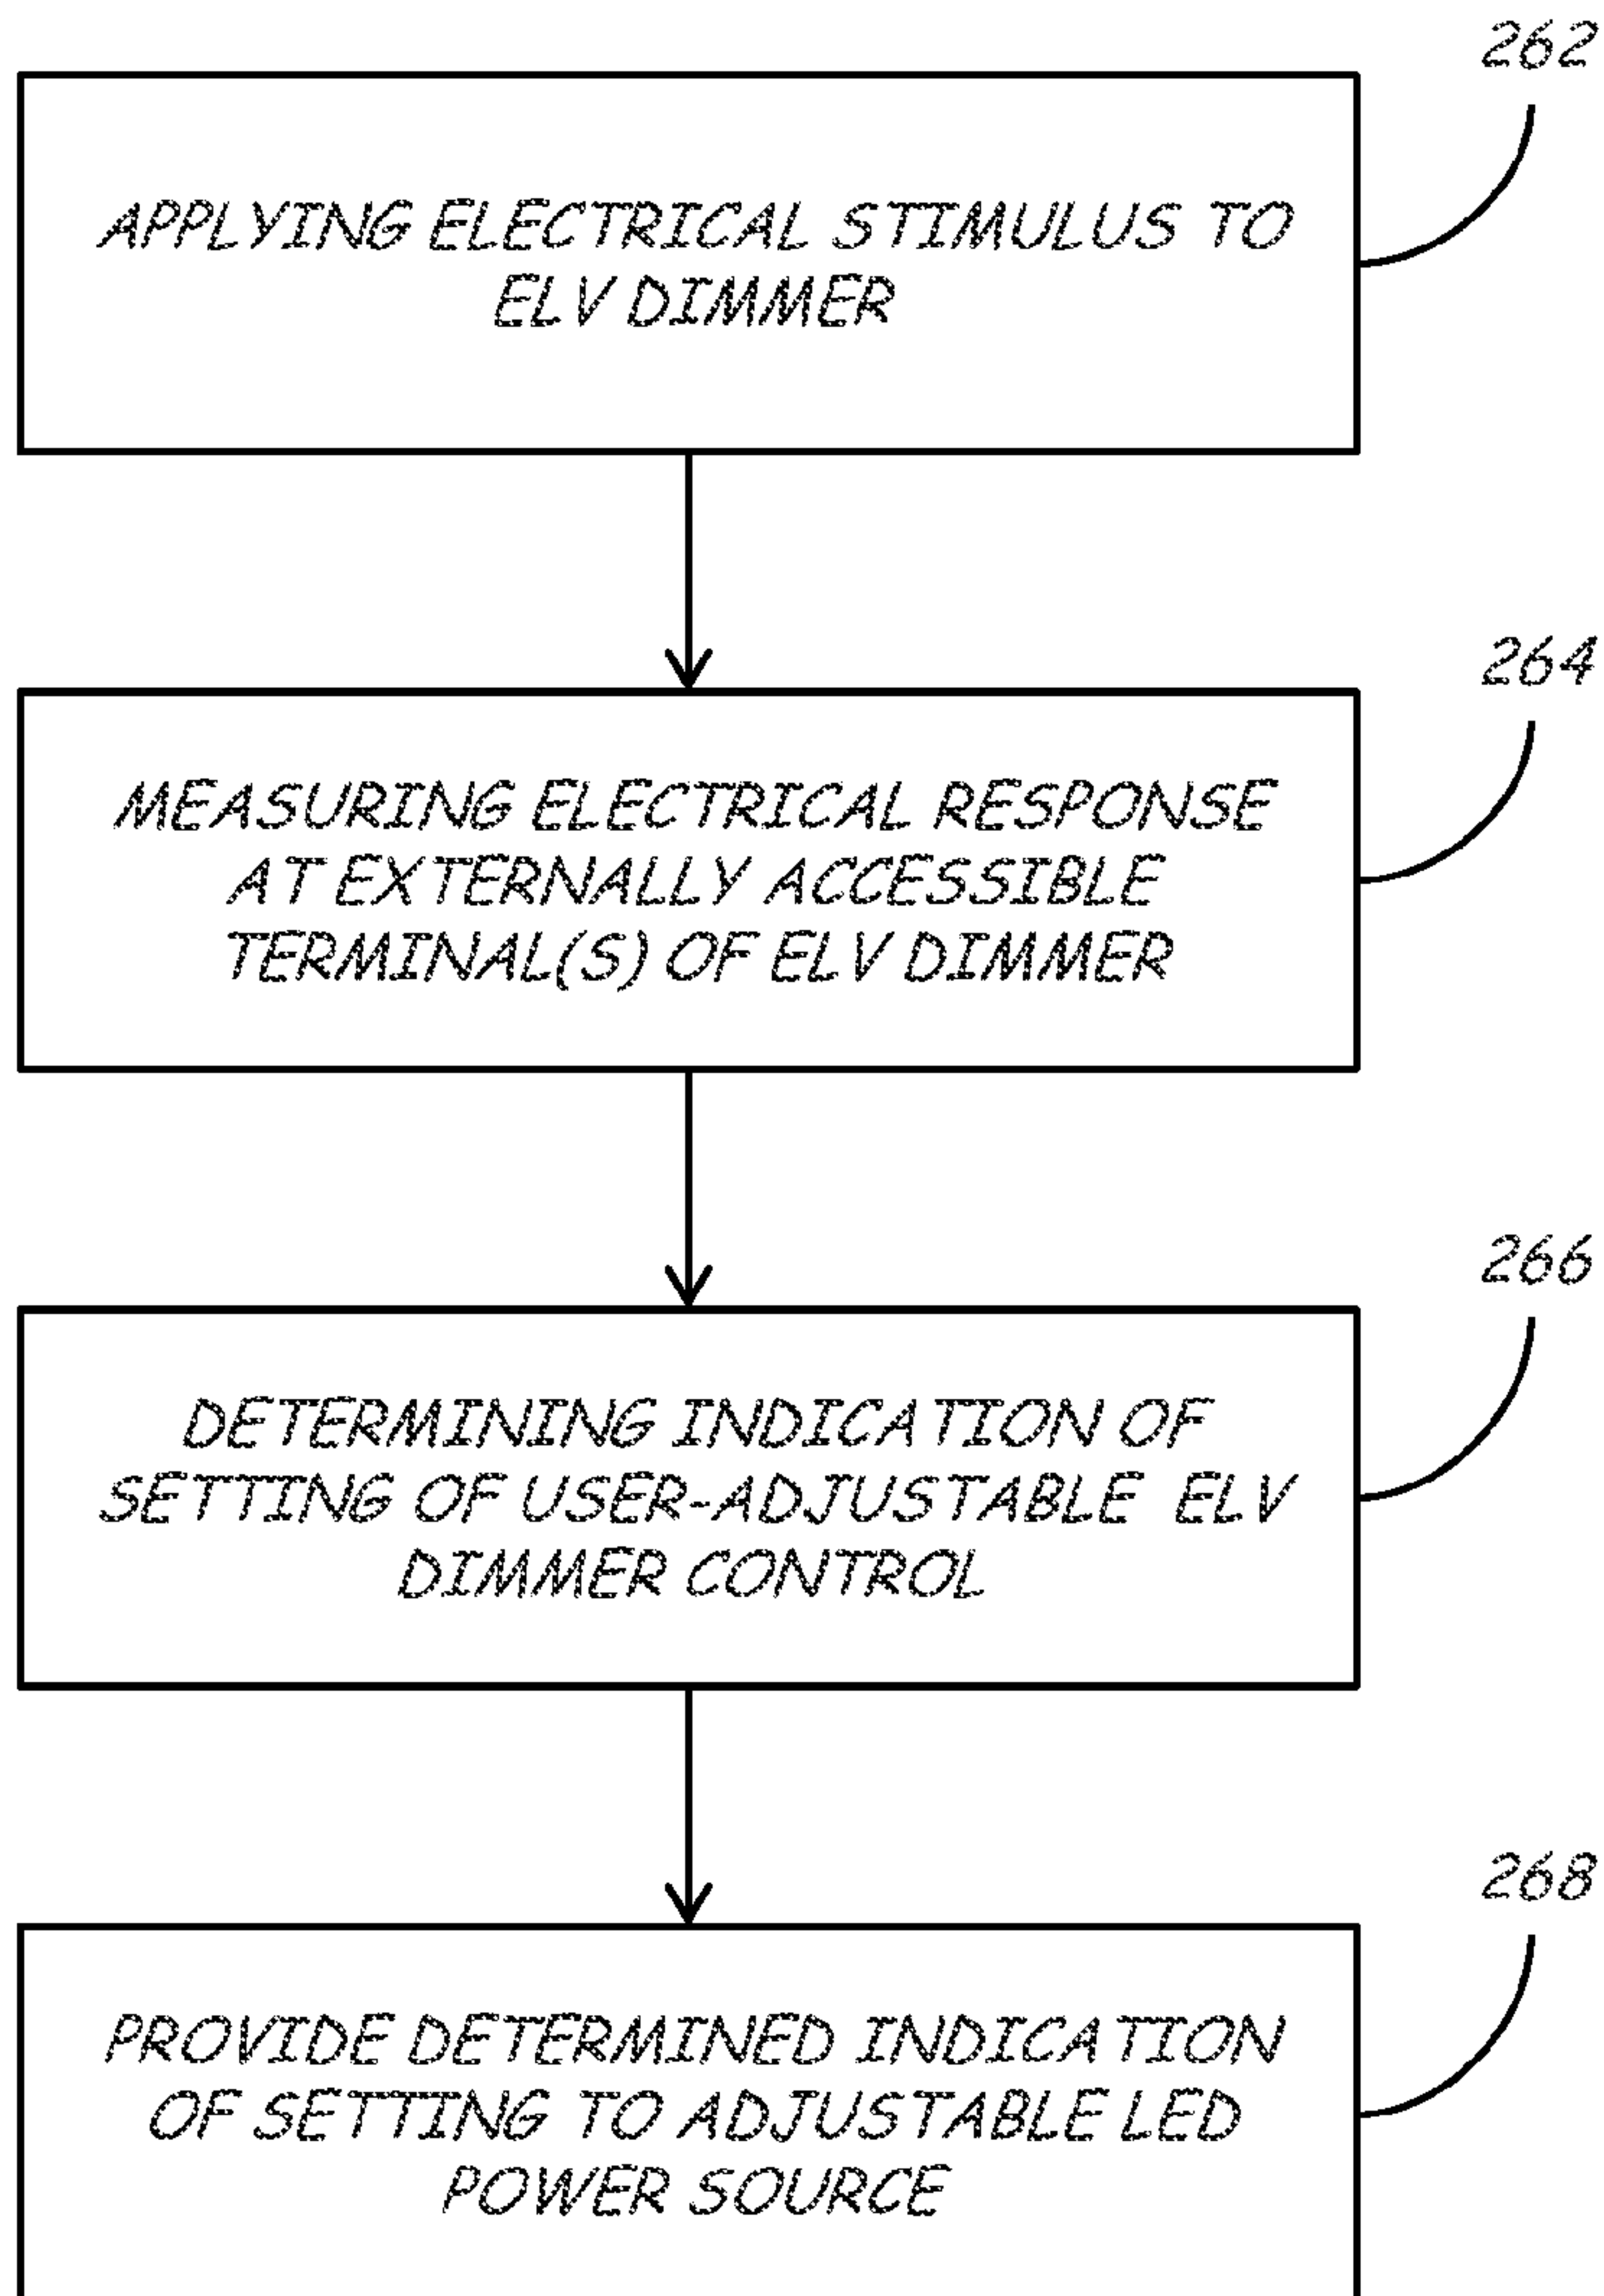 262
APPLYING ELECTRICAL STIMULUS TO
ELV DIMMER
264
MEASURING ELECTRICAL RESPONSE
AT EXTERNALLY ACCESSIBLE
TERMINAL(S) OF ELV DIMMER
266
DETERMINING INDICATION OF
SETTING OF USER-ADJUSTABLE ELV
DIMMER CONTROL
268
PROVIDE DETERMINED INDICATION
OF SETTING TO ADJUSTABLE LED
POWER SOURCE